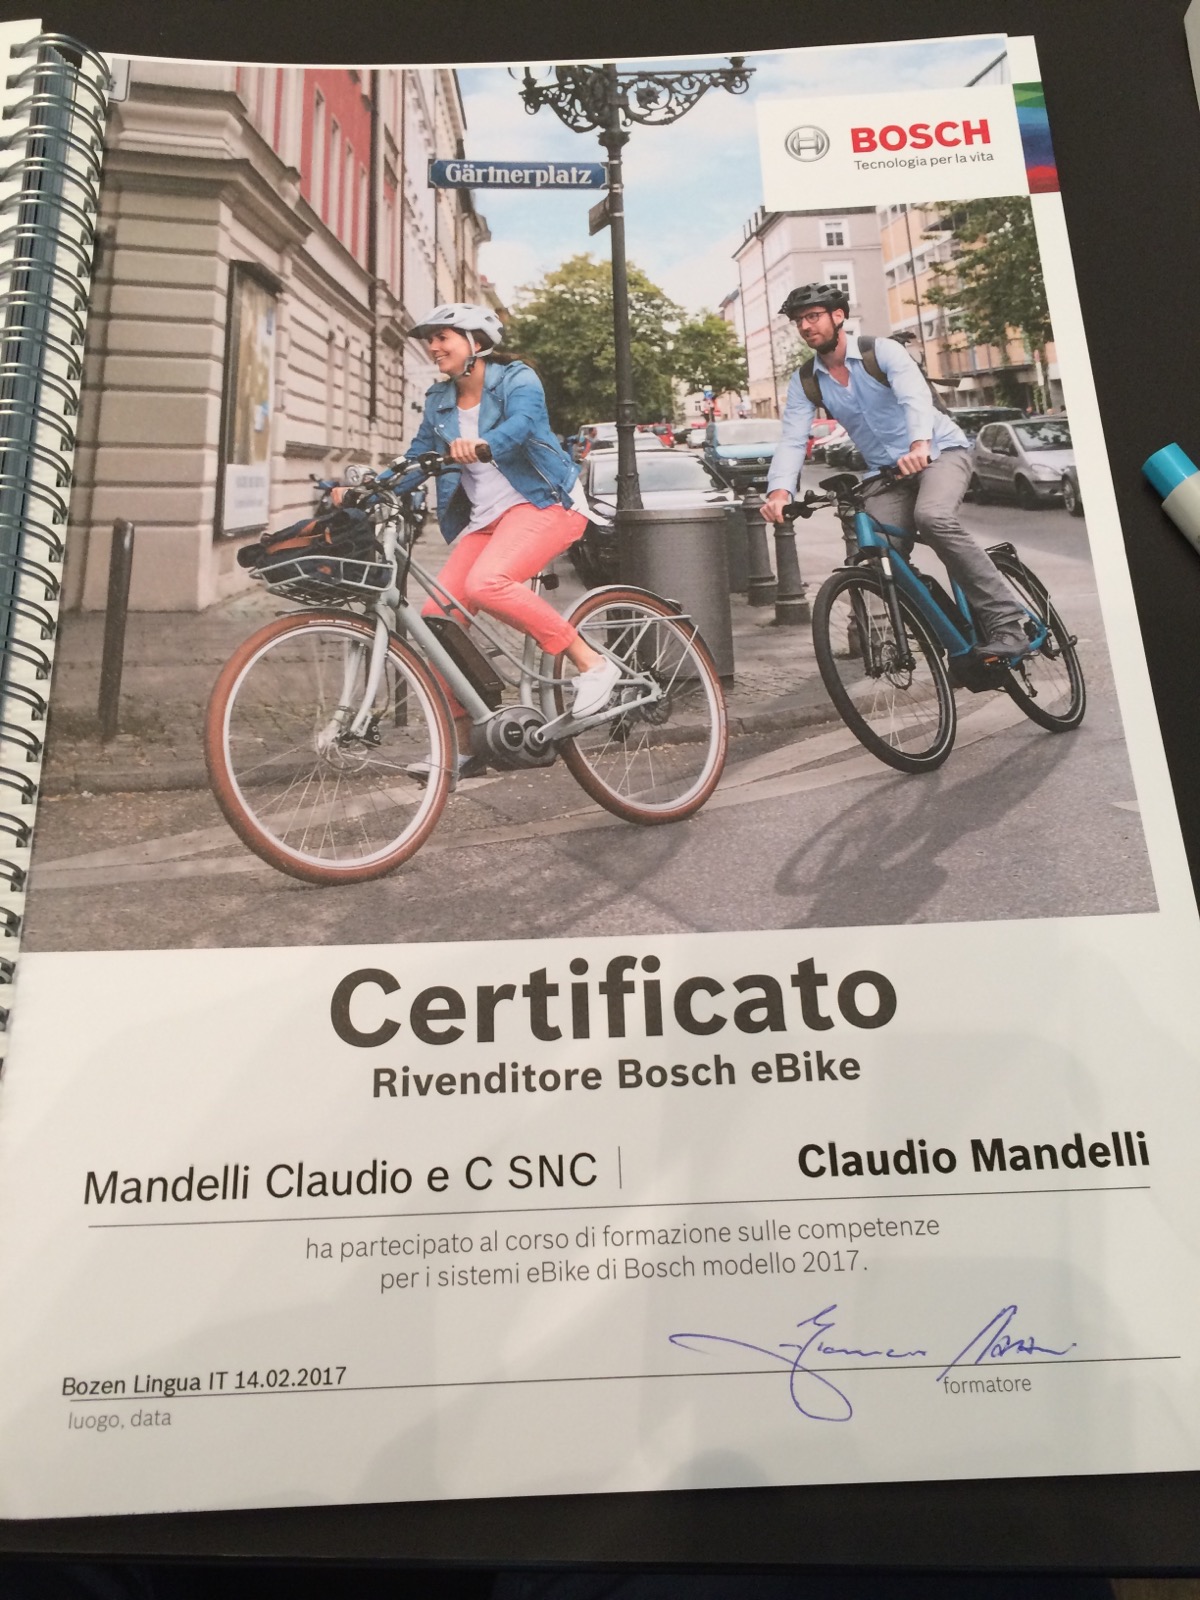 BOSCH
Tecnologia per la vita
Gärtnerplatz
Certificato
Rivenditore Bosch eBike
Mandelli Claudio e C SNC | Claudio Mandelli
ha partecipato al corso di formazione sulle competenze
per i sistemi eBike di Bosch modello 2017.
Bozen Lingua IT 14.02.2017
formatore
luogo, data